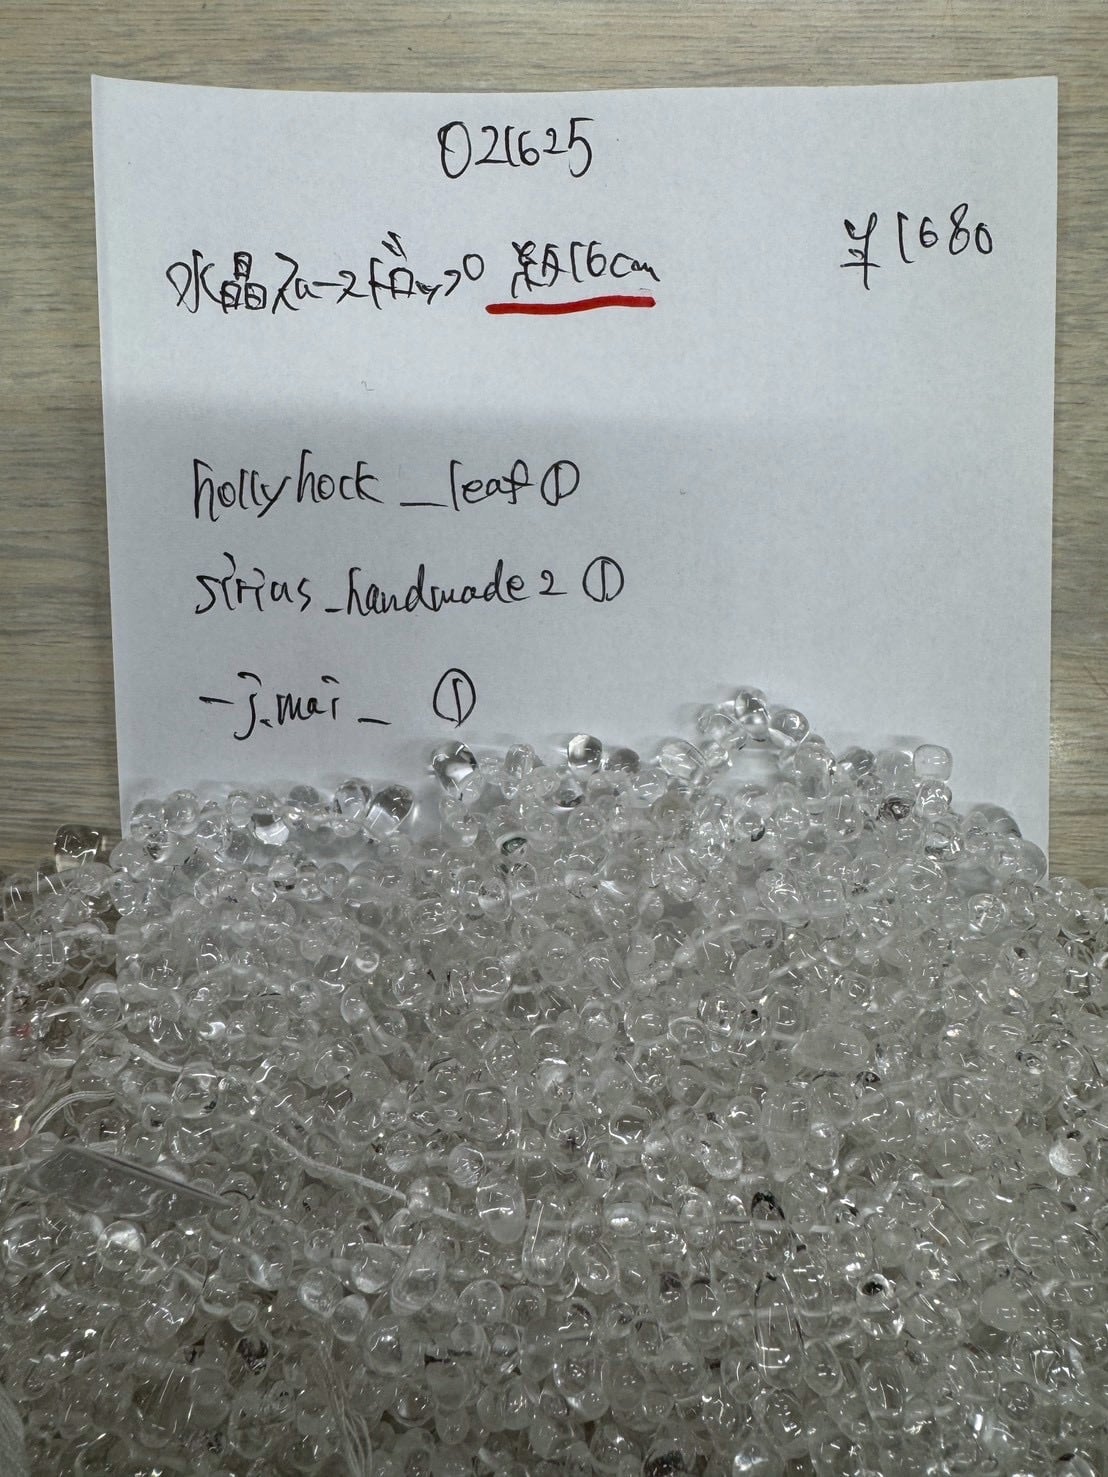 021625
¥1680
水晶スムースドロップ 約16cm
hollyhock_leaf ①
sirius_handmade2 ①
_j.mai_ ①